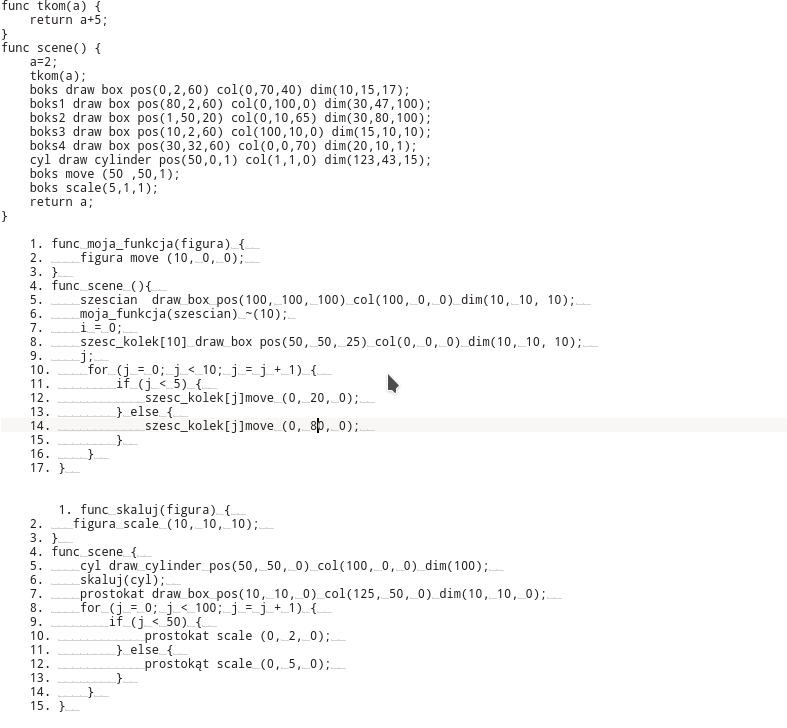 func tkom(a) {
    return a+5;
}
func scene() {
    a=2;
    tkom(a);
    boks draw box pos(0,2,60) col(0,70,40) dim(10,15,17);
    boks1 draw box pos(80,2,60) col(0,100,0) dim(30,47,100);
    boks2 draw box pos(1,50,20) col(0,10,65) dim(30,80,100);
    boks3 draw box pos(10,2,60) col(100,10,0) dim(15,10,10);
    boks4 draw box pos(30,32,60) col(0,0,70) dim(20,10,1);
    cyl draw cylinder pos(50,0,1) col(1,1,0) dim(123,43,15);
    boks move (50 ,50,1);
    boks scale(5,1,1);
    return a;
}
    1. func moja_funkcja(figura) {
    2.     figura move (10, 0, 0);
    3. }
    4. func scene (){
    5.     szescian  draw box pos(100, 100, 100) col(100, 0, 0) dim(10, 10, 10);
    6.     moja_funkcja(szescian) ~(10);
    7.     i = 0;
    8.     szesc_kolek[10] draw box pos(50, 50, 25) col(0, 0, 0) dim(10, 10, 10);
    9.     j;
    10.     for (j = 0; j < 10; j = j + 1) {
    11.         if (j < 5) {
    12.             szesc_kolek[j]move (0, 20, 0);
    13.         } else {
    14.             szesc_kolek[j]move (0, 80, 0);
    15.         }
    16.     }
    17. }
        1. func skaluj(figura) {
    2.    figura scale (10, 10, 10);
    3. }
    4. func scene {
    5.     cyl draw cylinder pos(50, 50, 0) col(100, 0, 0) dim(100);
    6.     skaluj(cyl);
    7.     prostokat draw box pos(10, 10, 0) col(125, 50, 0) dim(10, 10, 0);
    8.     for (j = 0; j < 100; j = j + 1) {
    9.         if (j < 50) {
    10.             prostokat scale (0, 2, 0);
    11.         } else {
    12.             prostokąt scale (0, 5, 0);
    13.         }
    14.     }
    15. }